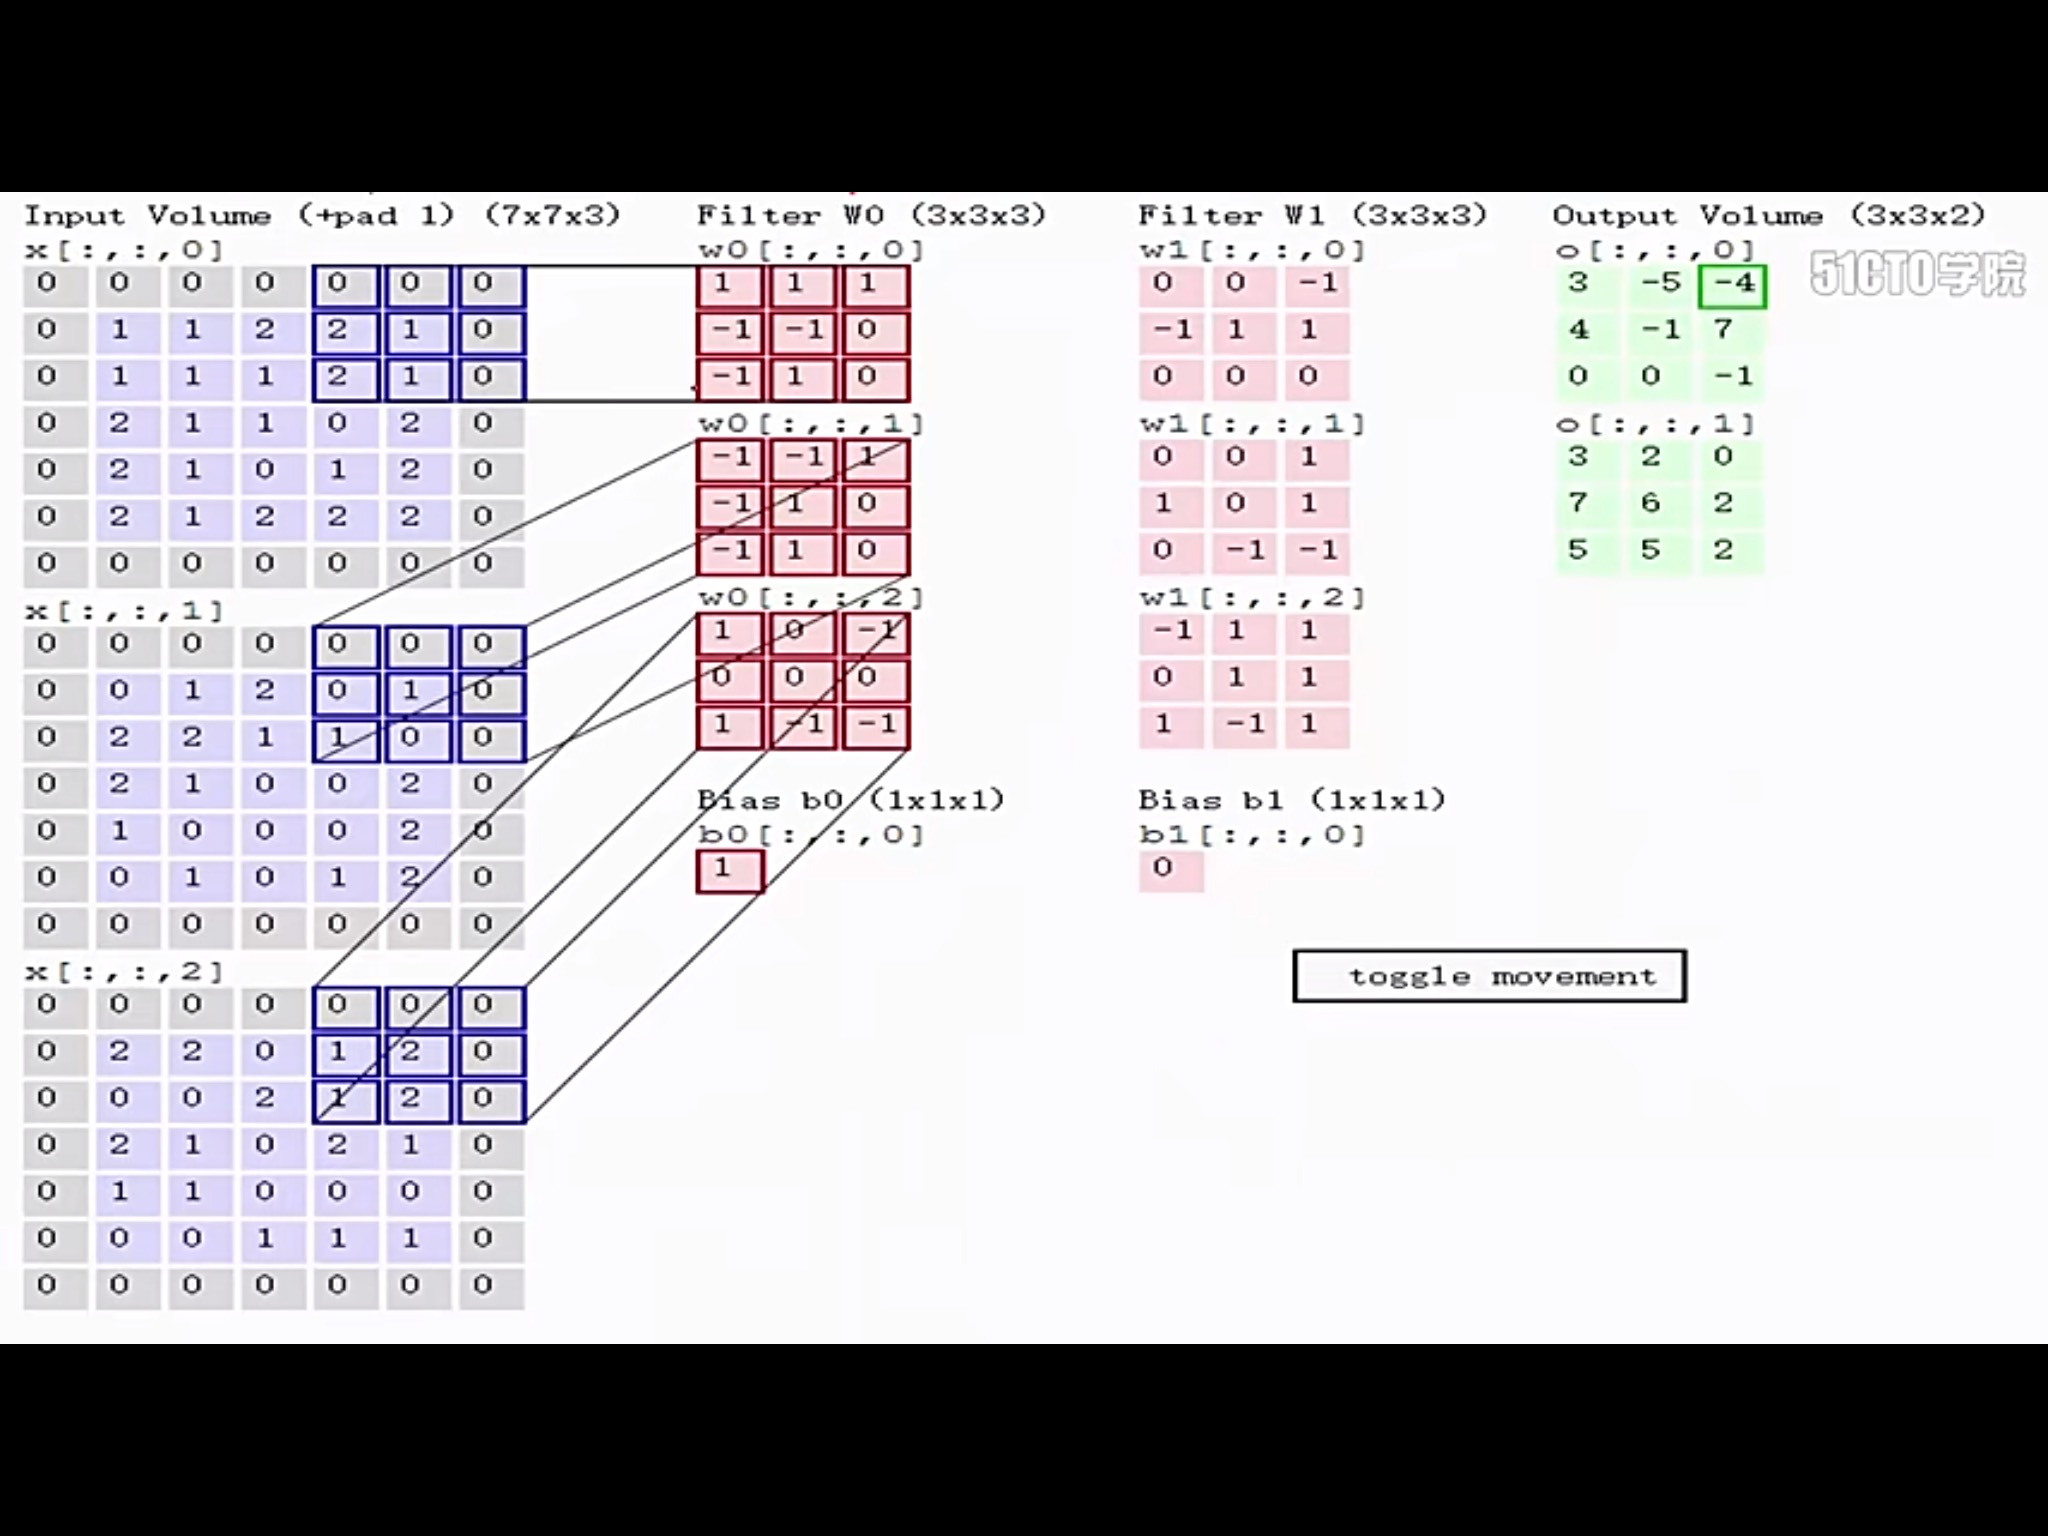 Input Volume (+pad 1) (7x7x3)
x[:,:,0]
0 0 0 0 0 0 0
0 1 1 2 2 1 0
0 1 1 1 2 1 0
0 2 1 1 0 2 0
0 2 1 0 1 2 0
0 2 1 2 2 2 0
0 0 0 0 0 0 0
x[:,:,1]
0 0 0 0 0 0 0
0 0 1 2 0 1 0
0 2 2 1 1 0 0
0 2 1 0 0 2 0
0 1 0 0 0 2 0
0 0 1 0 1 2 0
0 0 0 0 0 0 0
x[:,:,2]
0 0 0 0 0 0 0
0 2 2 0 1 2 0
0 0 0 2 1 2 0
0 2 1 0 2 1 0
0 1 1 0 0 0 0
0 0 0 1 1 1 0
0 0 0 0 0 0 0
Filter W0 (3x3x3)
w0[:,:,0]
1 1 1
-1 -1 0
-1 1 0
w0[:,:,1]
-1 -1 1
-1 1 0
-1 1 0
w0[:,:,2]
1 0 -1
0 0 0
1 -1 -1
Bias b0 (1x1x1)
b0[:,:,0]
1
Filter W1 (3x3x3)
w1[:,:,0]
0 0 -1
-1 1 1
0 0 0
w1[:,:,1]
0 0 1
1 0 1
0 -1 -1
w1[:,:,2]
-1 1 1
0 1 1
1 -1 1
Bias b1 (1x1x1)
b1[:,:,0]
0
Output Volume (3x3x2)
o[:,:,0]
3 -5 -4
4 -1 7
0 0 -1
o[:,:,1]
3 2 0
7 6 2
5 5 2
toggle movement
51CTO学院